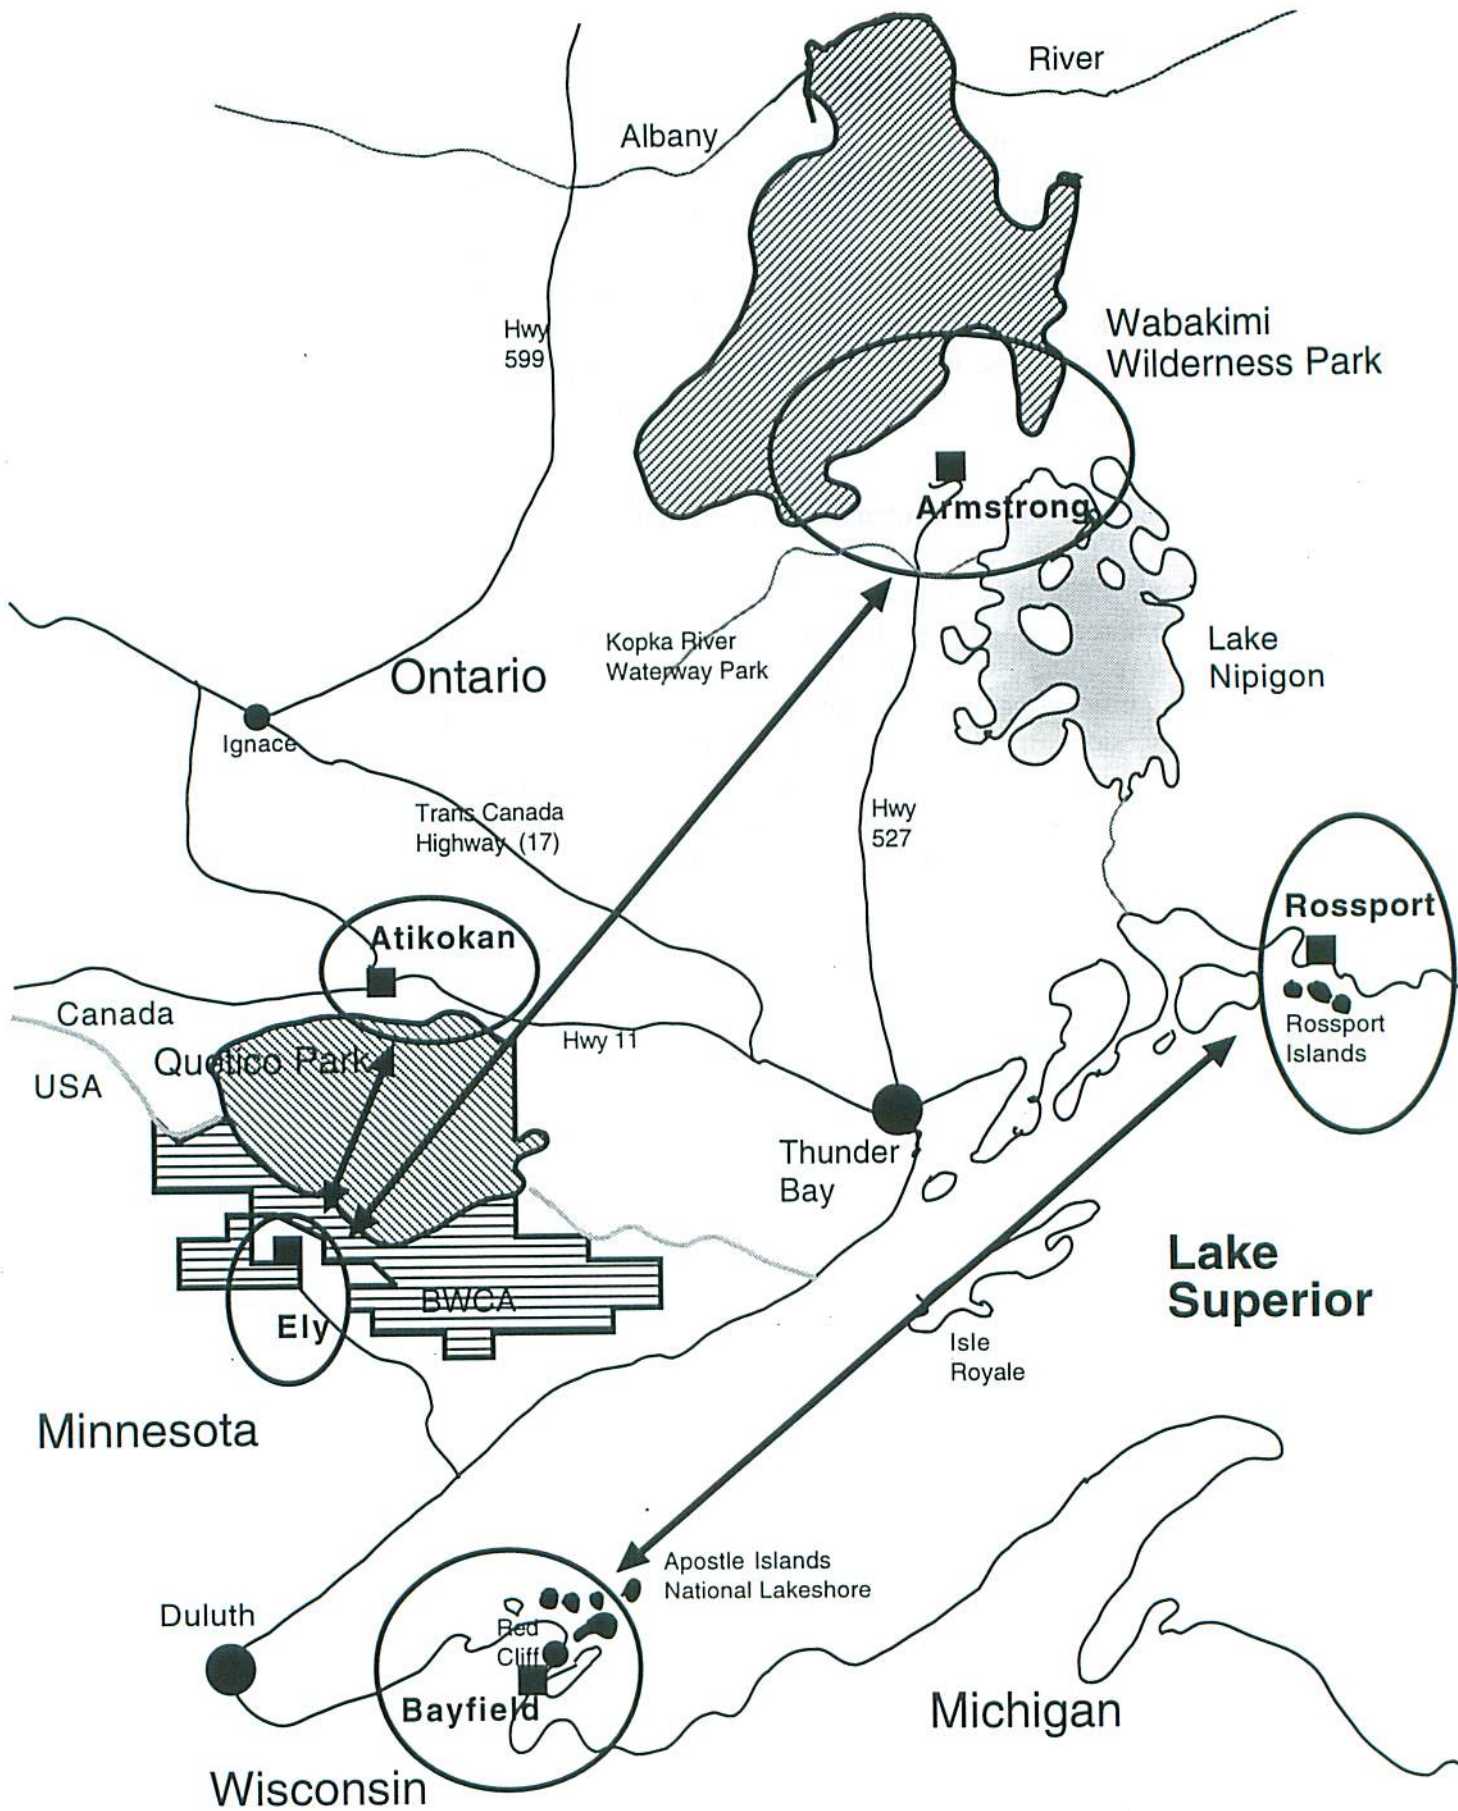 River
Albany
Hwy
599
Wabakimi
Wilderness Park
Armstrong
Kopka River
Waterway Park
Lake
Nipigon
Ontario
Ignace
Trans Canada
Highway (17)
Hwy
527
Rossport
Atikokan
Rossport
Islands
Canada
Hwy 11
Quetico Park
USA
Thunder
Bay
Lake
Superior
BWCA
Ely
Isle
Royale
Minnesota
Apostle Islands
National Lakeshore
Duluth
Red
Cliff
Bayfield
Michigan
Wisconsin